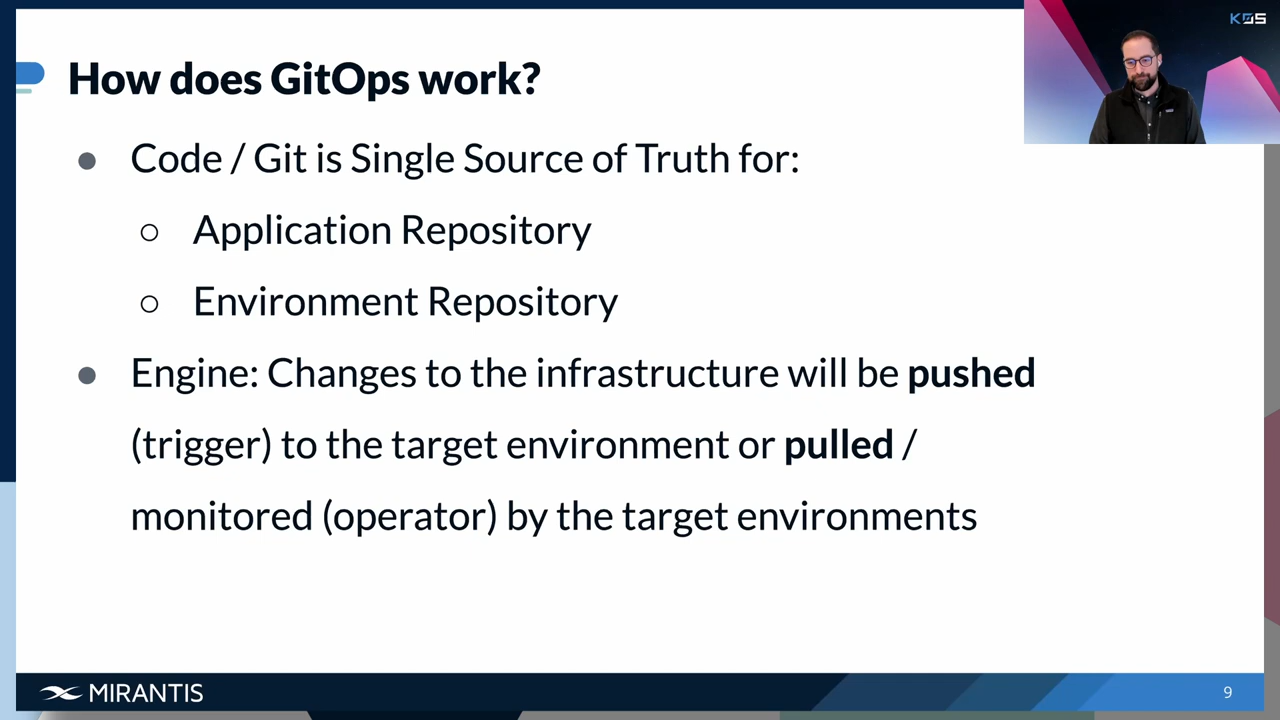 K0S
How does GitOps work?
● Code / Git is Single Source of Truth for:
○ Application Repository
○ Environment Repository
● Engine: Changes to the infrastructure will be pushed
(trigger) to the target environment or pulled /
monitored (operator) by the target environments
MIRANTIS
9